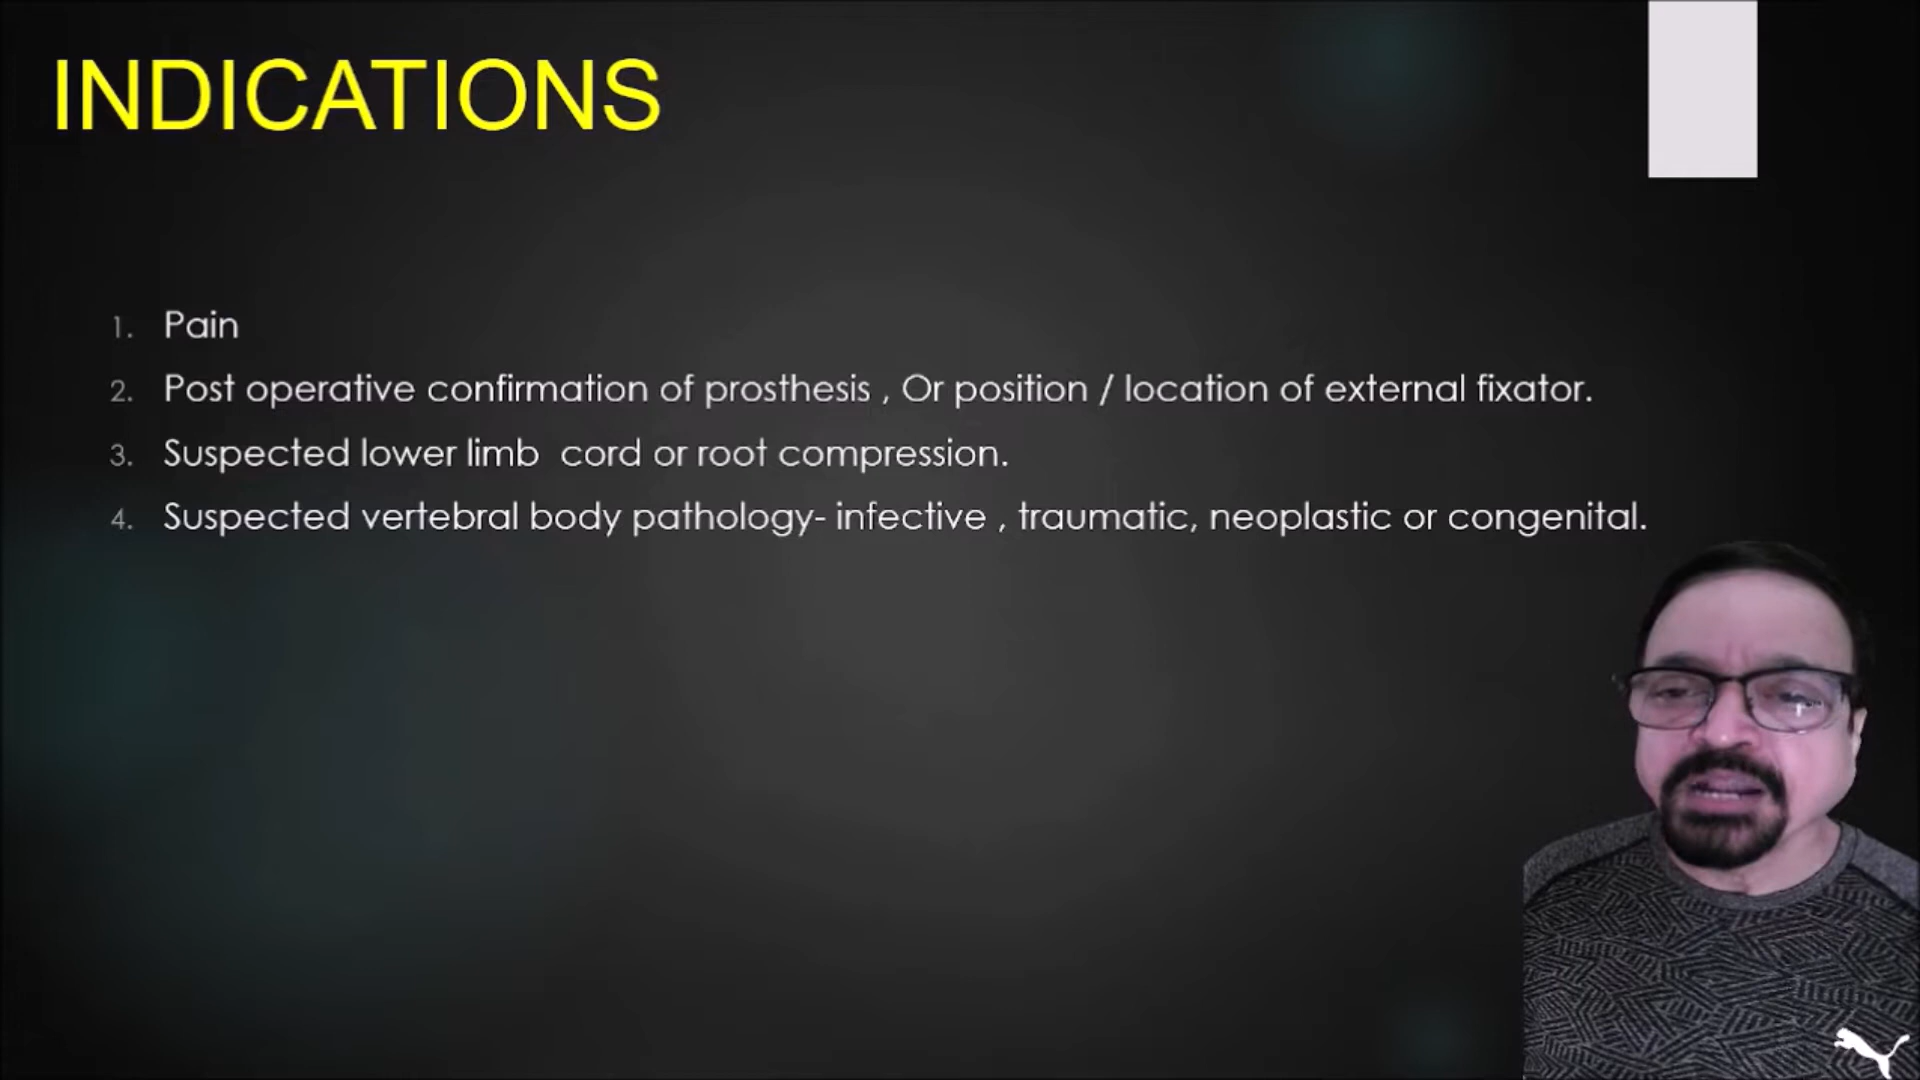 INDICATIONS
1. Pain
2. Post operative confirmation of prosthesis , Or position / location of external fixator.
3. Suspected lower limb  cord or root compression.
4. Suspected vertebral body pathology- infective , traumatic, neoplastic or congenital.